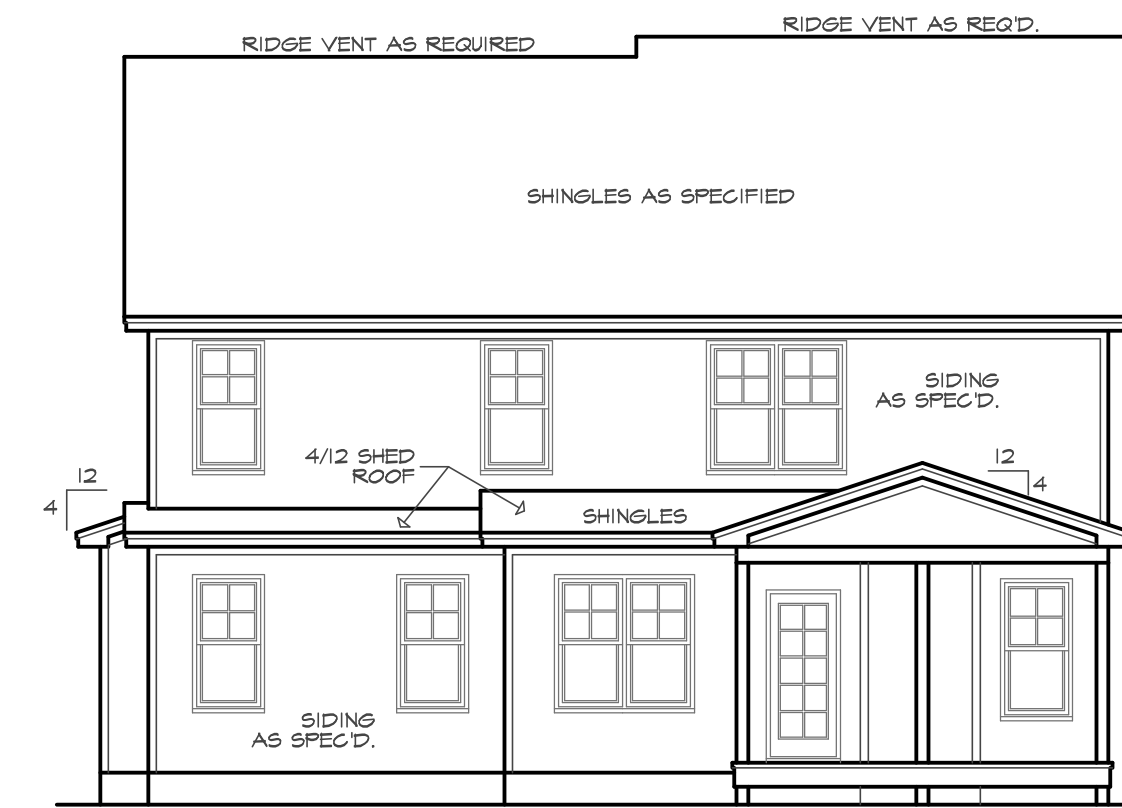 RIDGE VENT AS REQ'D.
RIDGE VENT AS REQUIRED
SHINGLES AS SPECIFIED
SIDING
AS SPEC'D.
4/12 SHED
ROOF
12
4
12
4
SHINGLES
SIDING
AS SPEC'D.